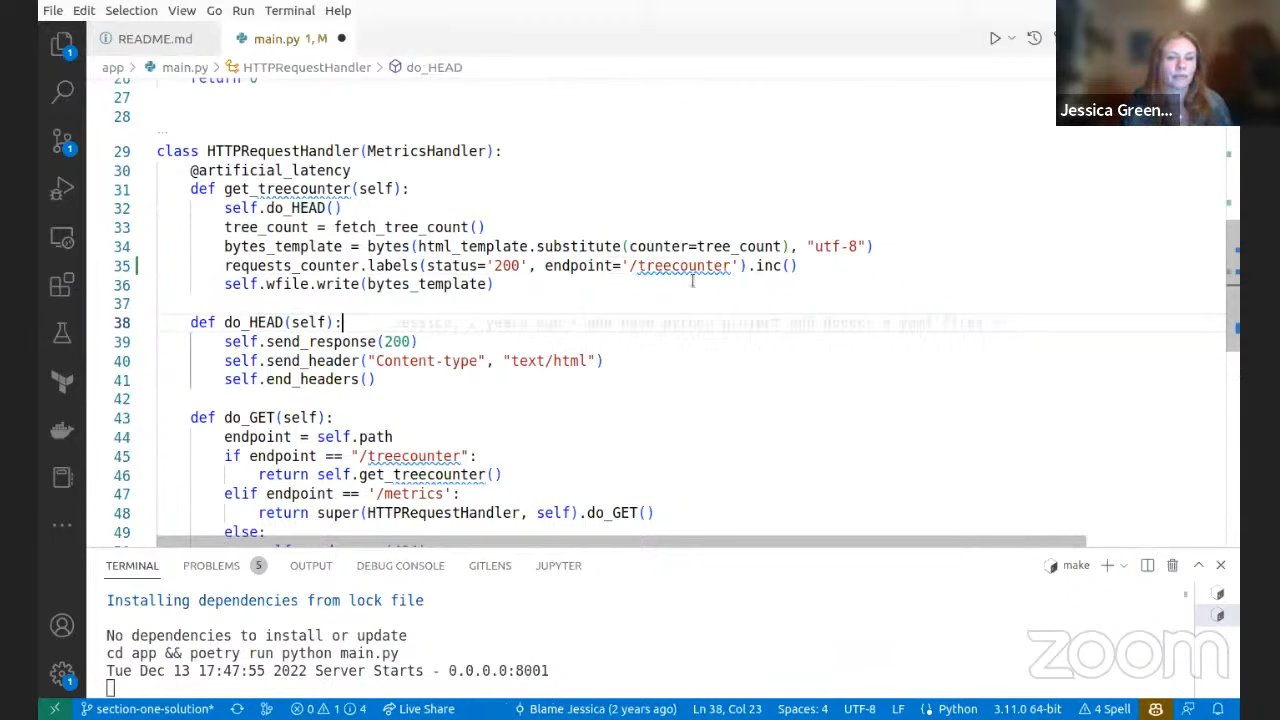 File Edit Selection View Go Run Terminal Help
README.md main.py 1, M
app > main.py > HTTPRequestHandler > do_HEAD
Jessica Green...
26 return 0
27
28
...
29 class HTTPRequestHandler(MetricsHandler):
30 @artificial_latency
31 def get_treecounter(self):
32 self.do_HEAD()
33 tree_count = fetch_tree_count()
34 bytes_template = bytes(html_template.substitute(counter=tree_count), "utf-8")
35 requests_counter.labels(status='200', endpoint='/treecounter').inc()
36 self.wfile.write(bytes_template)
37
38 def do_HEAD(self):
39 self.send_response(200)
40 self.send_header("Content-type", "text/html")
41 self.end_headers()
42
43 def do_GET(self):
44 endpoint = self.path
45 if endpoint == "/treecounter":
46 return self.get_treecounter()
47 elif endpoint == '/metrics':
48 return super(HTTPRequestHandler, self).do_GET()
49 else:
TERMINAL PROBLEMS 5 OUTPUT DEBUG CONSOLE GITLENS JUPYTER make
Installing dependencies from lock file
No dependencies to install or update
cd app && poetry run python main.py
Tue Dec 13 17:47:55 2022 Server Starts - 0.0.0.0:8001
zoom
section-one-solution* 0 1 4 Live Share Blame Jessica (2 years ago) Ln 38, Col 23 Spaces: 4 UTF-8 LF Python 3.11.0 64-bit 4 Spell